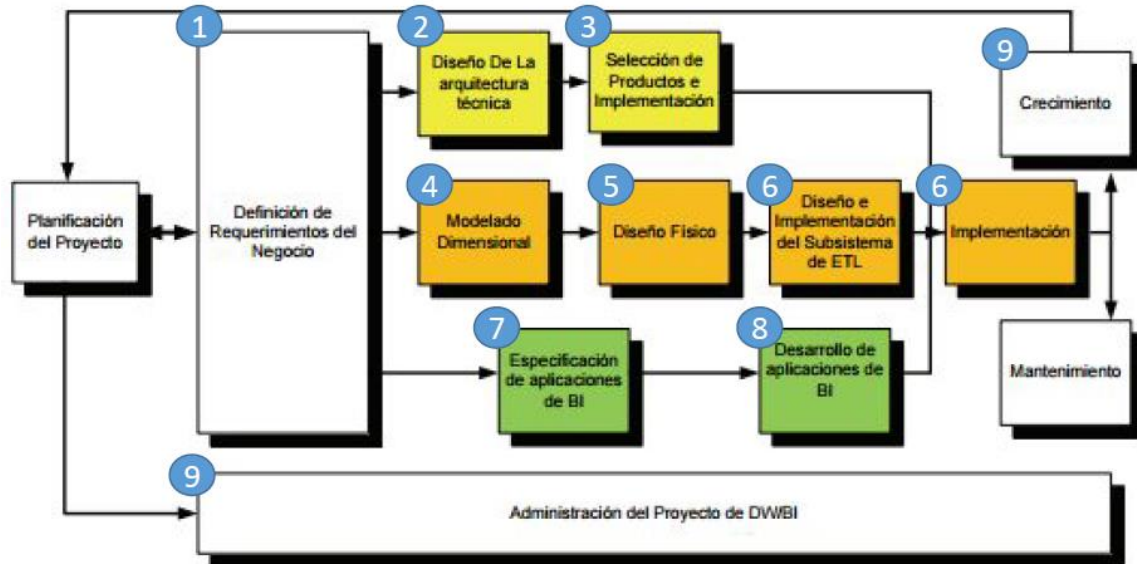 1
2
3
9
Diseño De La
arquitectura
técnica
Selección de
Productos e
Implementación
Crecimiento
Planificación
del Proyecto
Definición de
Requerimientos del
Negocio
4
5
6
6
Modelado
Dimensional
Diseño Físico
Diseño e
Implementación
del Subsistema
de ETL
Implementación
7
8
Especificación
de aplicaciones
de BI
Desarrollo de
aplicaciones de
BI
Mantenimiento
9
Administración del Proyecto de DW/BI